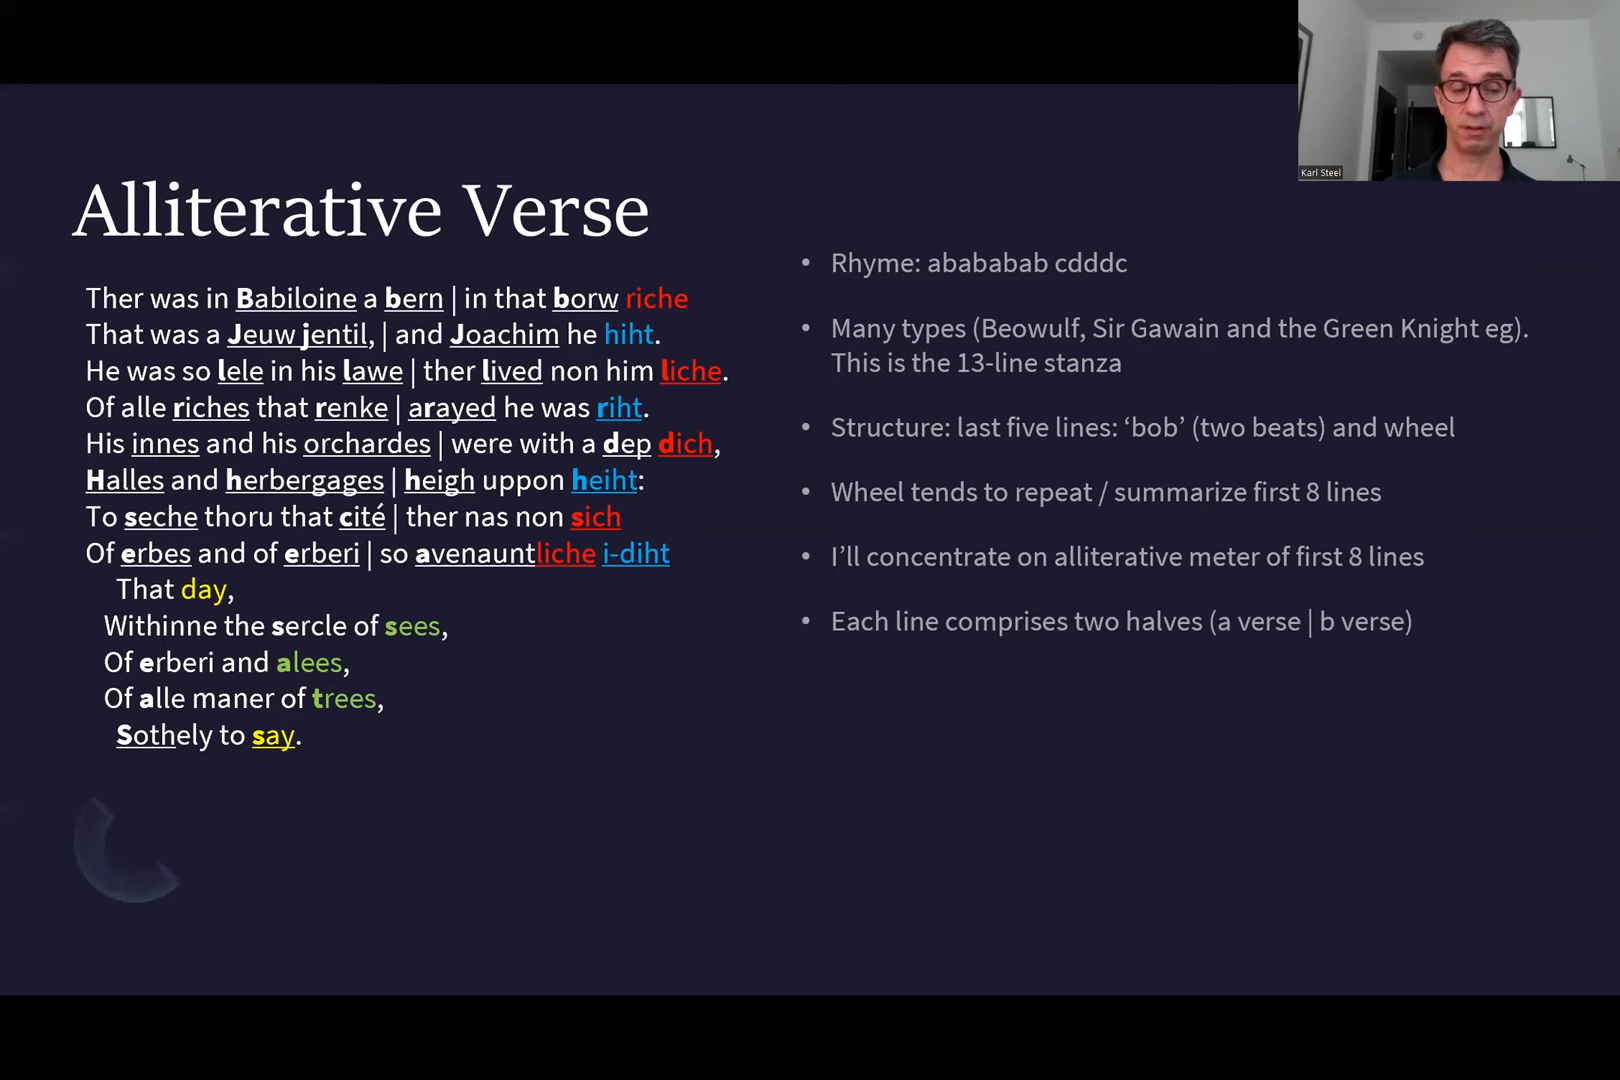 Karl Steel
Alliterative Verse
Ther was in Babiloine a bern | in that borw riche
That was a Jeuw jentil, | and Joachim he hiht.
He was so lele in his lawe | ther lived non him liche.
Of alle riches that renke | arayed he was riht.
His innes and his orchardes | were with a dep dich,
Halles and herbergages | heigh uppon heiht:
To seche thoru that cité | ther nas non sich
Of erbes and of erberi | so avenauntliche i-diht
That day,
Withinne the sercle of sees,
Of erberi and alees,
Of alle maner of trees,
Sothely to say.
• Rhyme: abababab cdddc
• Many types (Beowulf, Sir Gawain and the Green Knight eg).
This is the 13-line stanza
• Structure: last five lines: ‘bob’ (two beats) and wheel
• Wheel tends to repeat / summarize first 8 lines
• I’ll concentrate on alliterative meter of first 8 lines
• Each line comprises two halves (a verse | b verse)